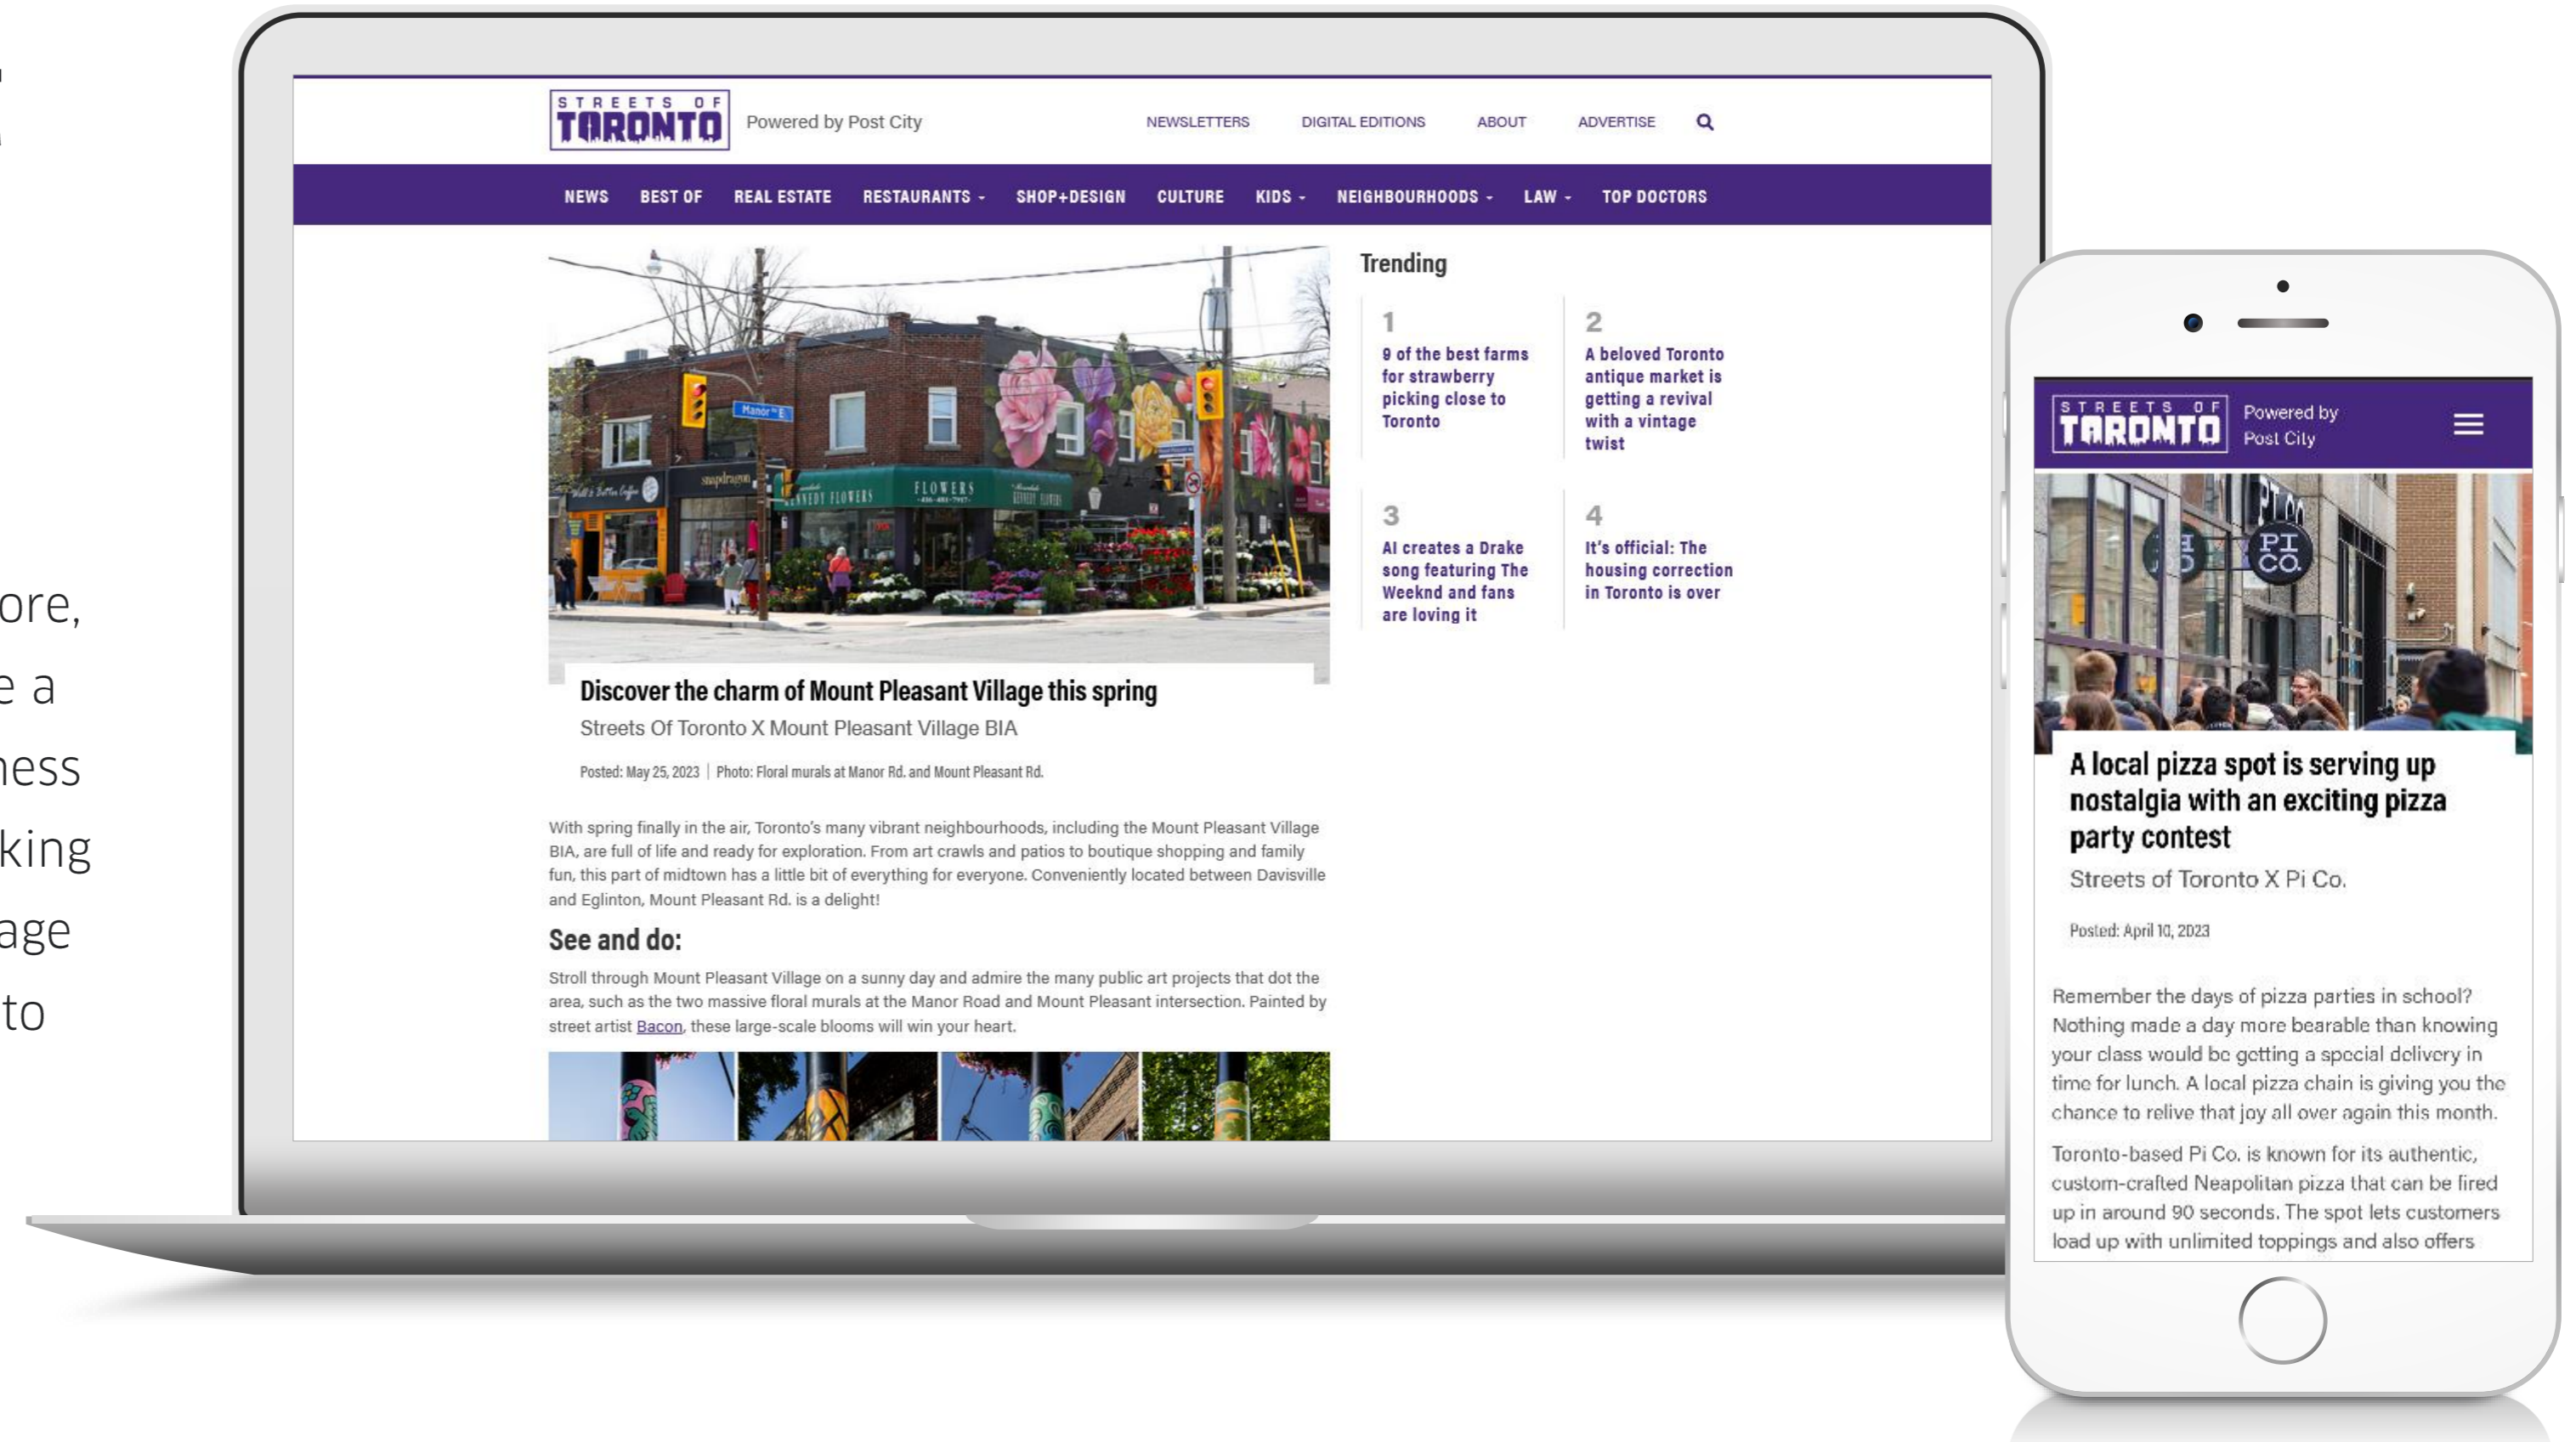 ore,
e a
ness
king
age
to
STREETS OF
TORONTO
Powered by Post City
NEWSLETTERS
DIGITAL EDITIONS
ABOUT
ADVERTISE
NEWS
BEST OF
REAL ESTATE
RESTAURANTS
SHOP+DESIGN
CULTURE
KIDS
NEIGHBOURHOODS
LAW
TOP DOCTORS
Manor
E
snapdragon
KENNEDY FLOWERS
FLOWERS
KENNEDY FLOWERS
Discover the charm of Mount Pleasant Village this spring
Streets Of Toronto X Mount Pleasant Village BIA
Posted: May 25, 2023 | Photo: Floral murals at Manor Rd. and Mount Pleasant Rd.
With spring finally in the air, Toronto's many vibrant neighbourhoods, including the Mount Pleasant Village
BIA, are full of life and ready for exploration. From art crawls and patios to boutique shopping and family
fun, this part of midtown has a little bit of everything for everyone. Conveniently located between Davisville
and Eglinton, Mount Pleasant Rd. is a delight!
See and do:
Stroll through Mount Pleasant Village on a sunny day and admire the many public art projects that dot the
area, such as the two massive floral murals at the Manor Road and Mount Pleasant intersection. Painted by
street artist Bacon, these large-scale blooms will win your heart.
Trending
1
9 of the best farms
for strawberry
picking close to
Toronto
2
A beloved Toronto
antique market is
getting a revival
with a vintage
twist
3
AI creates a Drake
song featuring The
Weeknd and fans
are loving it
4
It's official: The
housing correction
in Toronto is over
STREETS OF
TORONTO
Powered by
Post City
PI CO
PI
CO.
A local pizza spot is serving up
nostalgia with an exciting pizza
party contest
Streets of Toronto X Pi Co.
Posted: April 10, 2023
Remember the days of pizza parties in school?
Nothing made a day more bearable than knowing
your class would be getting a special delivery in
time for lunch. A local pizza chain is giving you the
chance to relive that joy all over again this month.
Toronto-based Pi Co. is known for its authentic,
custom-crafted Neapolitan pizza that can be fired
up in around 90 seconds. The spot lets customers
load up with unlimited toppings and also offers